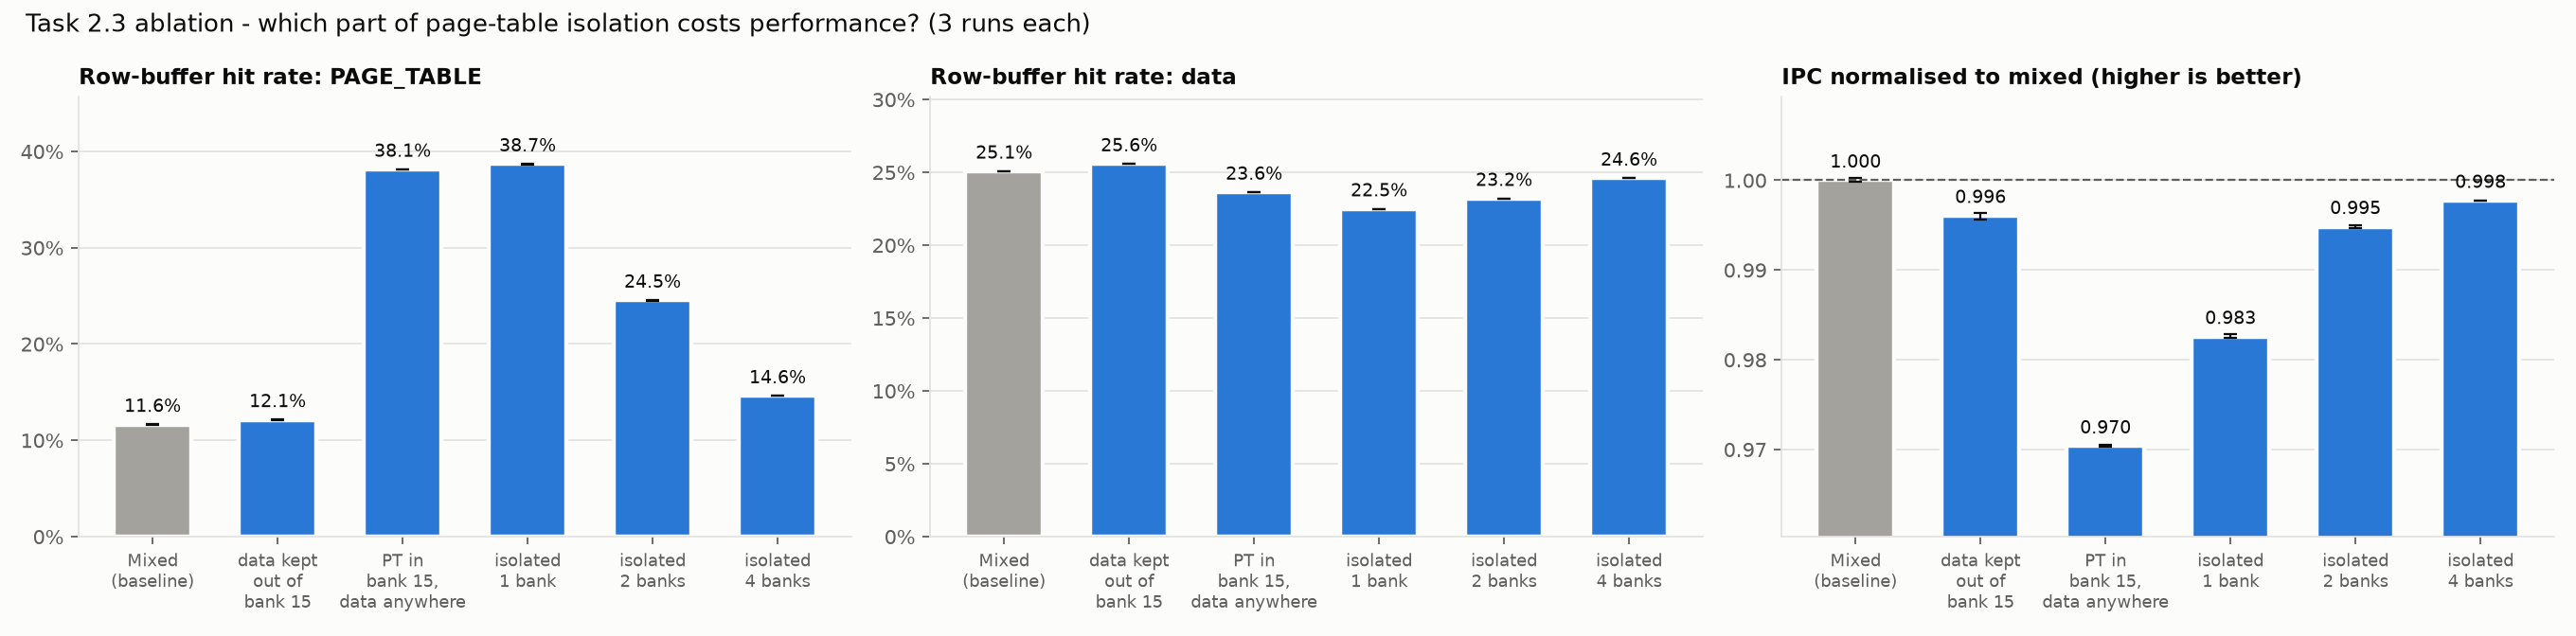 Task 2.3 ablation - which part of page-table isolation costs performance? (3 runs each)
Row-buffer hit rate: PAGE_TABLE
40%
30%
20%
10%
0%
11.6%
12.1%
38.1%
38.7%
24.5%
14.6%
Mixed
(baseline)
data kept
out of
bank 15
PT in
bank 15,
data anywhere
isolated
1 bank
isolated
2 banks
isolated
4 banks
Row-buffer hit rate: data
30%
25%
20%
15%
10%
5%
0%
25.1%
25.6%
23.6%
22.5%
23.2%
24.6%
Mixed
(baseline)
data kept
out of
bank 15
PT in
bank 15,
data anywhere
isolated
1 bank
isolated
2 banks
isolated
4 banks
IPC normalised to mixed (higher is better)
1.00
0.99
0.98
0.97
1.000
0.996
0.970
0.983
0.995
0.998
Mixed
(baseline)
data kept
out of
bank 15
PT in
bank 15,
data anywhere
isolated
1 bank
isolated
2 banks
isolated
4 banks